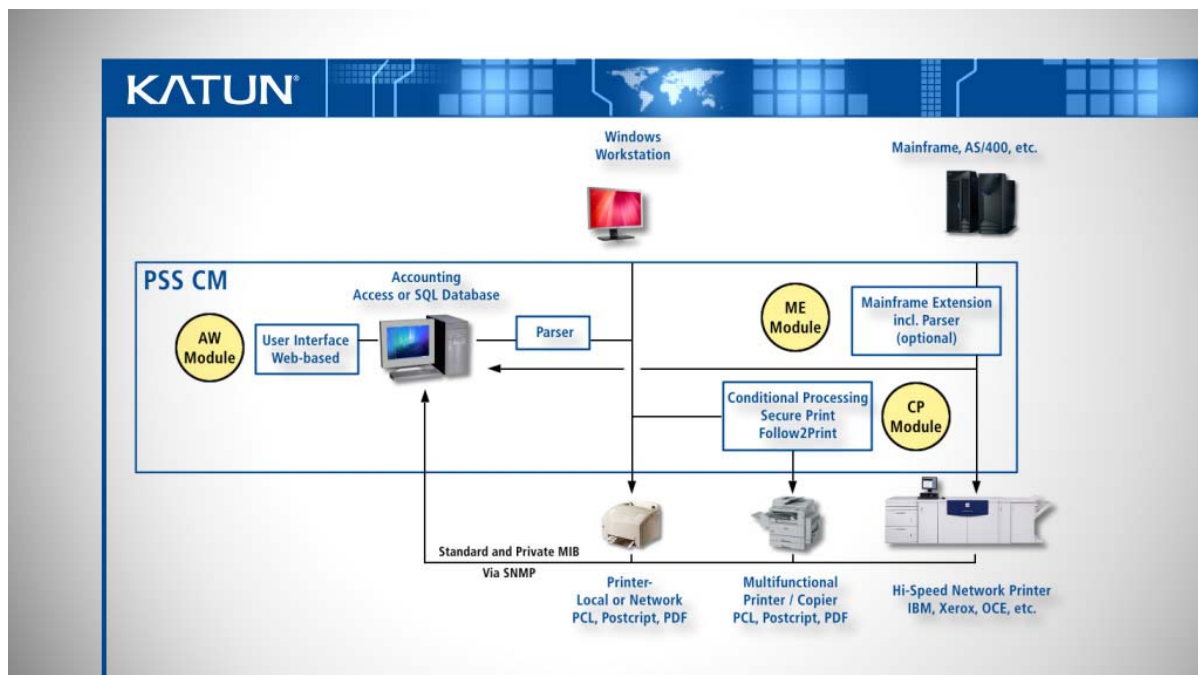 KATUN®
Windows
Workstation
Mainframe, AS/400, etc.
PSS CM
Accounting
Access or SQL Database
AW
Module
User Interface
Web-based
Parser
ME
Module
Mainframe Extension
incl. Parser
(optional)
Conditional Processing
Secure Print
Follow2Print
CP
Module
Standard and Private MIB
Via SNMP
Printer-
Local or Network
PCL, Postscript, PDF
Multifunctional
Printer / Copier
PCL, Postscript, PDF
Hi-Speed Network Printer
IBM, Xerox, OCE, etc.